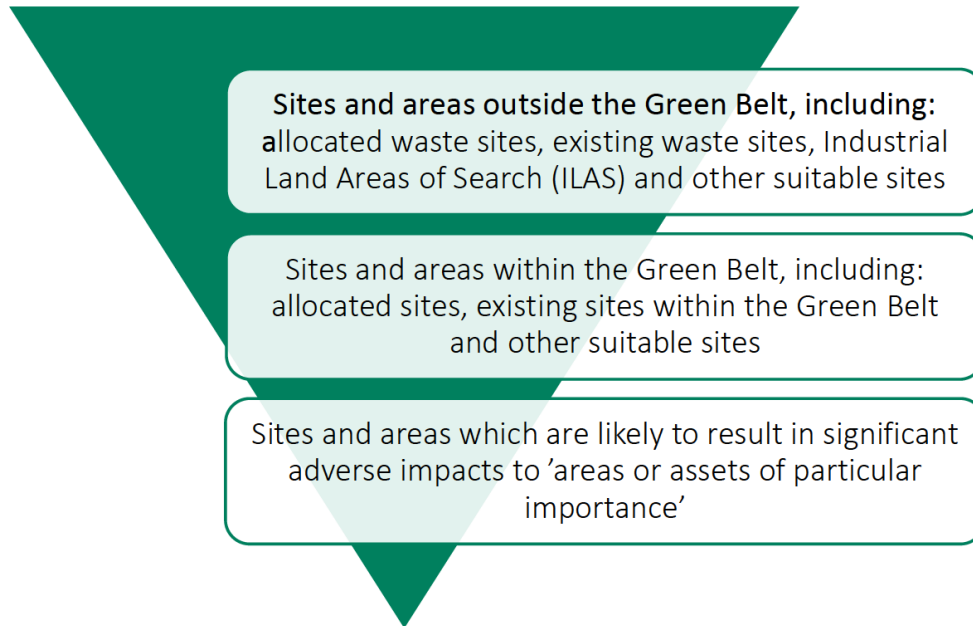 Sites and areas outside the Green Belt, including:
allocated waste sites, existing waste sites, Industrial
Land Areas of Search (ILAS) and other suitable sites
Sites and areas within the Green Belt, including:
allocated sites, existing sites within the Green Belt
and other suitable sites
Sites and areas which are likely to result in significant
adverse impacts to ’areas or assets of particular
importance’